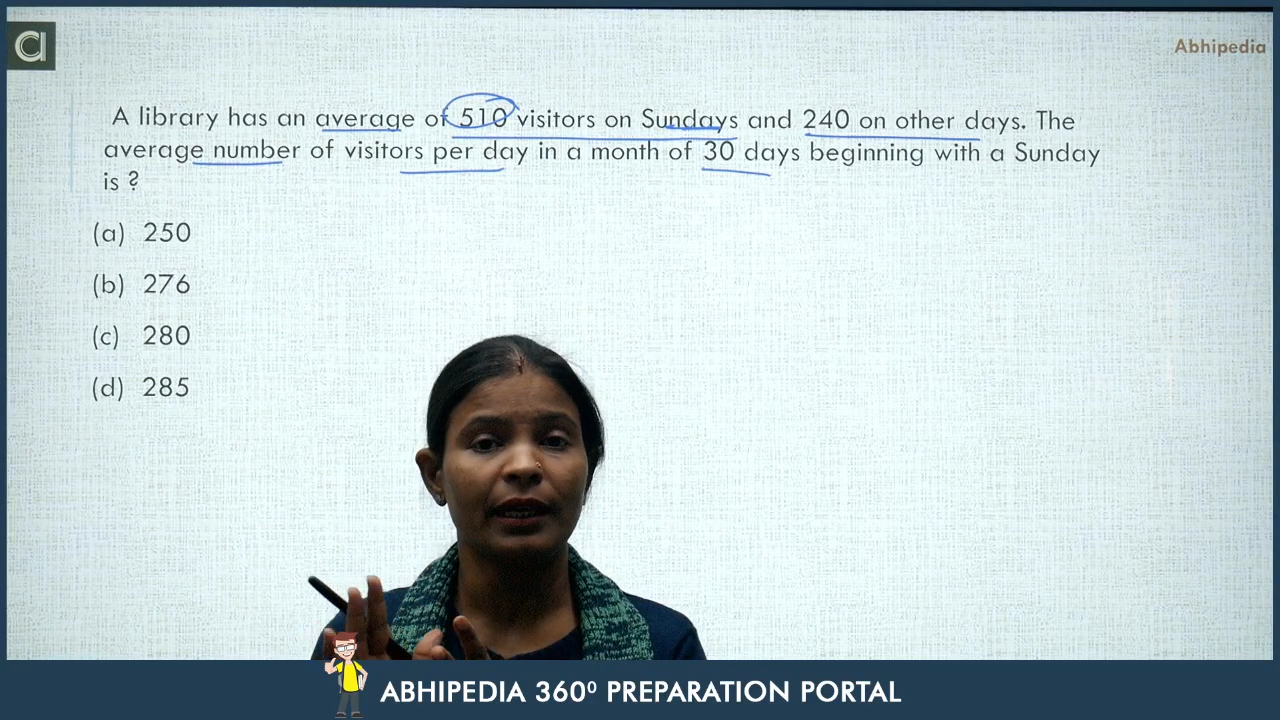 Abhipedia
A library has an average of 510 visitors on Sundays and 240 on other days. The
average number of visitors per day in a month of 30 days beginning with a Sunday
is ?
(a) 250
(b) 276
(c) 280
(d) 285
ABHIPEDIA 360⁰ PREPARATION PORTAL